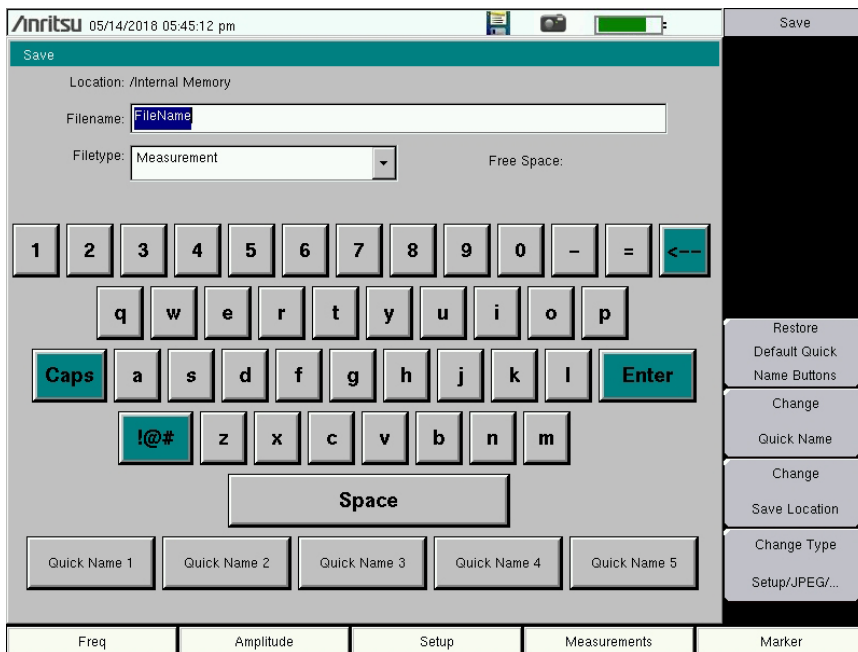 Anritsu 05/14/2018 05:45:12 pm
Save
Save
Location: /Internal Memory
Filename: FileName
Filetype: Measurement
Free Space:
1 2 3 4 5 6 7 8 9 0 - = <--
q w e r t y u i o p
Caps a s d f g h j k l Enter
!@# z x c v b n m
Space
Quick Name 1 Quick Name 2 Quick Name 3 Quick Name 4 Quick Name 5
Restore
Default Quick
Name Buttons
Change
Quick Name
Change
Save Location
Change Type
Setup/JPEG/...
Freq Amplitude Setup Measurements Marker